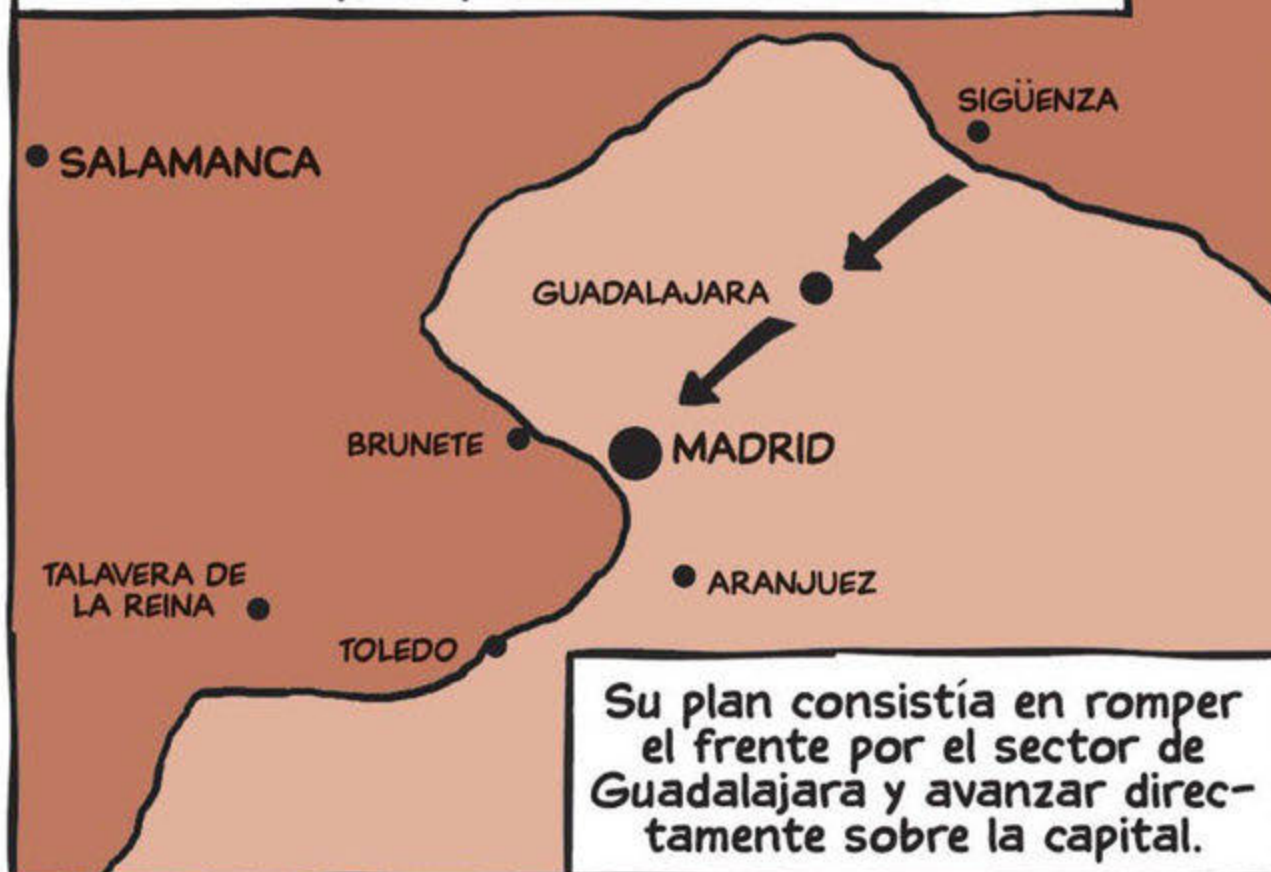 SIGÜENZA
SALAMANCA
GUADALAJARA
BRUNETE
MADRID
TALAVERA DE
LA REINA
ARANJUEZ
TOLEDO
Su plan consistía en romper
el frente por el sector de
Guadalajara y avanzar direc-
tamente sobre la capital.